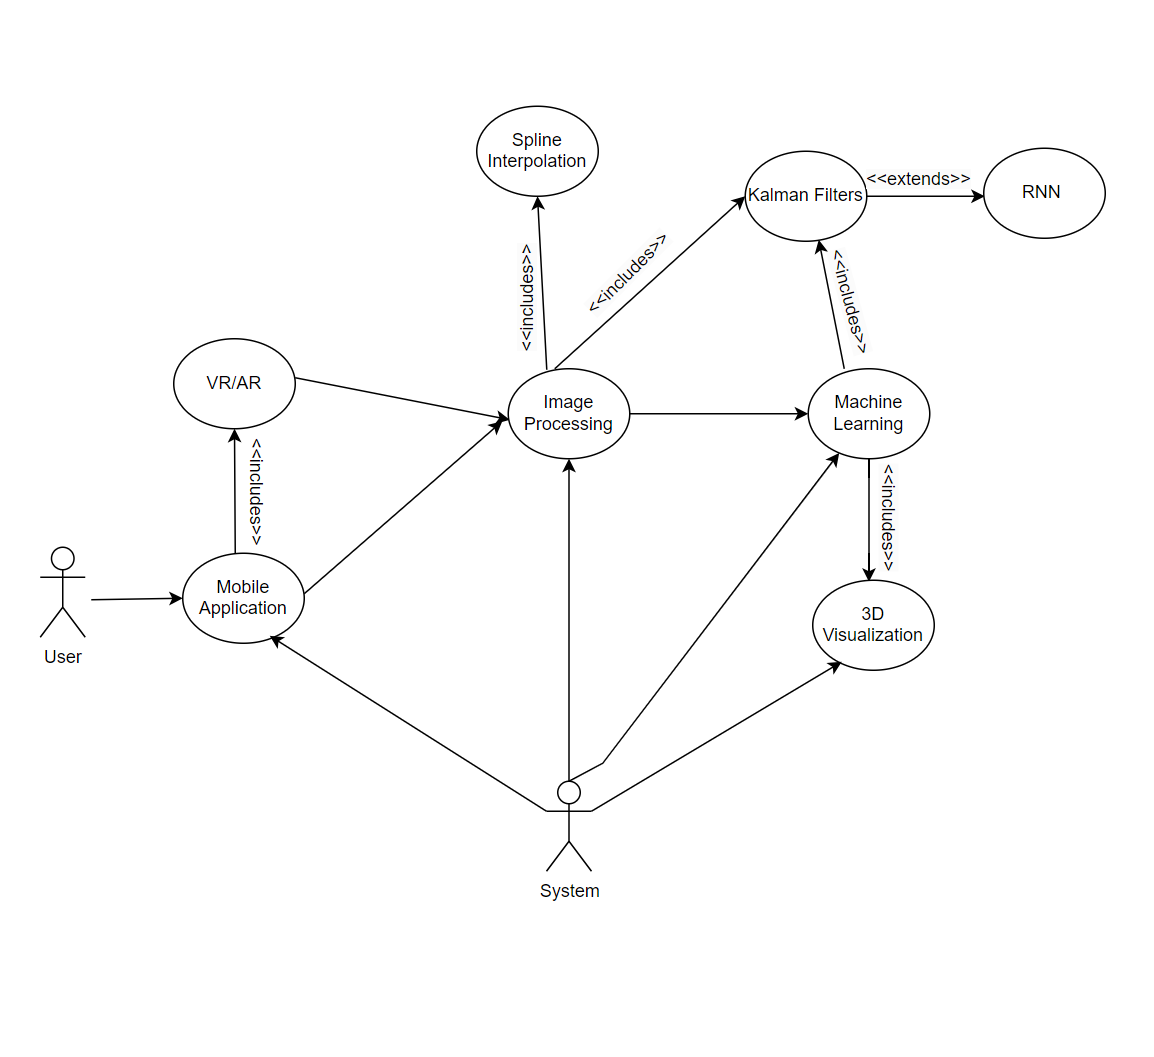 Spline
Interpolation
Kalman Filters
<<extends>>
RNN
<<includes>>
<<includes>>
<<includes>>
VR/AR
Image
Processing
Machine
Learning
<<includes>>
<<includes>>
Mobile
Application
3D
Visualization
User
System